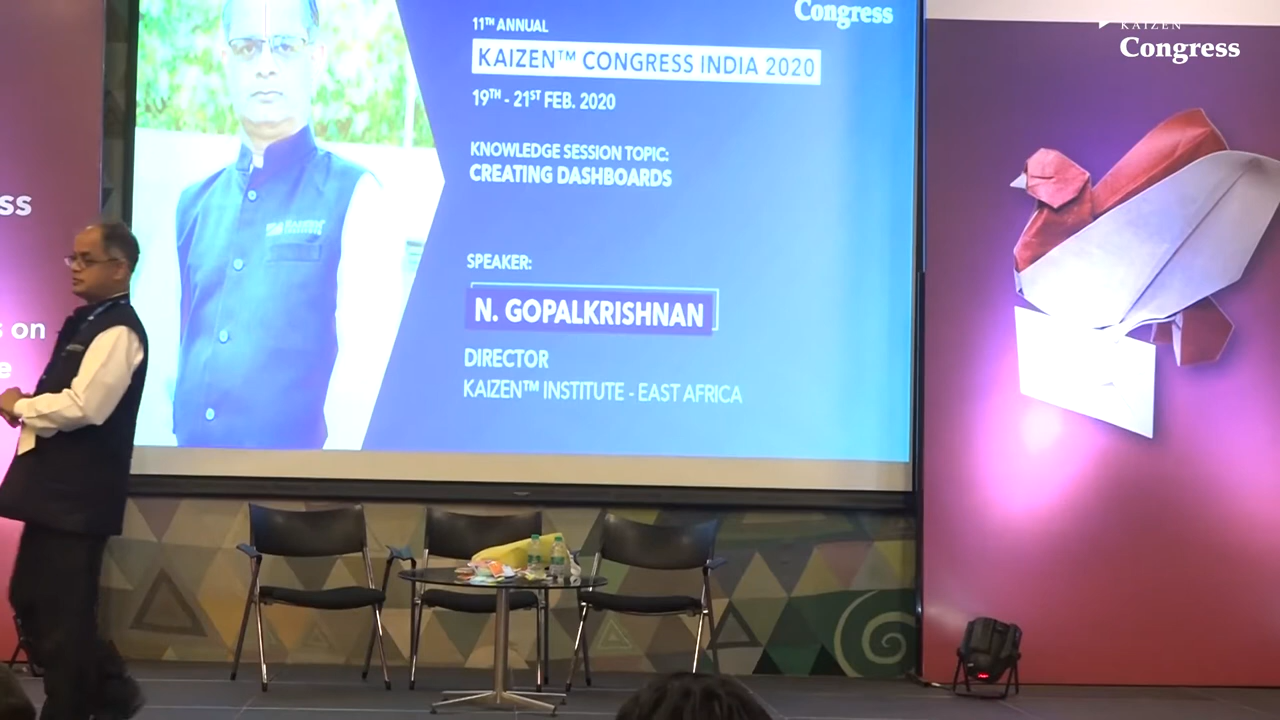 Congress
11TH ANNUAL
KAIZEN™ CONGRESS INDIA 2020
19TH - 21ST FEB. 2020
KNOWLEDGE SESSION TOPIC:
CREATING DASHBOARDS
SPEAKER:
N. GOPALKRISHNAN
DIRECTOR
KAIZEN™ INSTITUTE - EAST AFRICA
KAIZEN
Congress
ss
s on
e